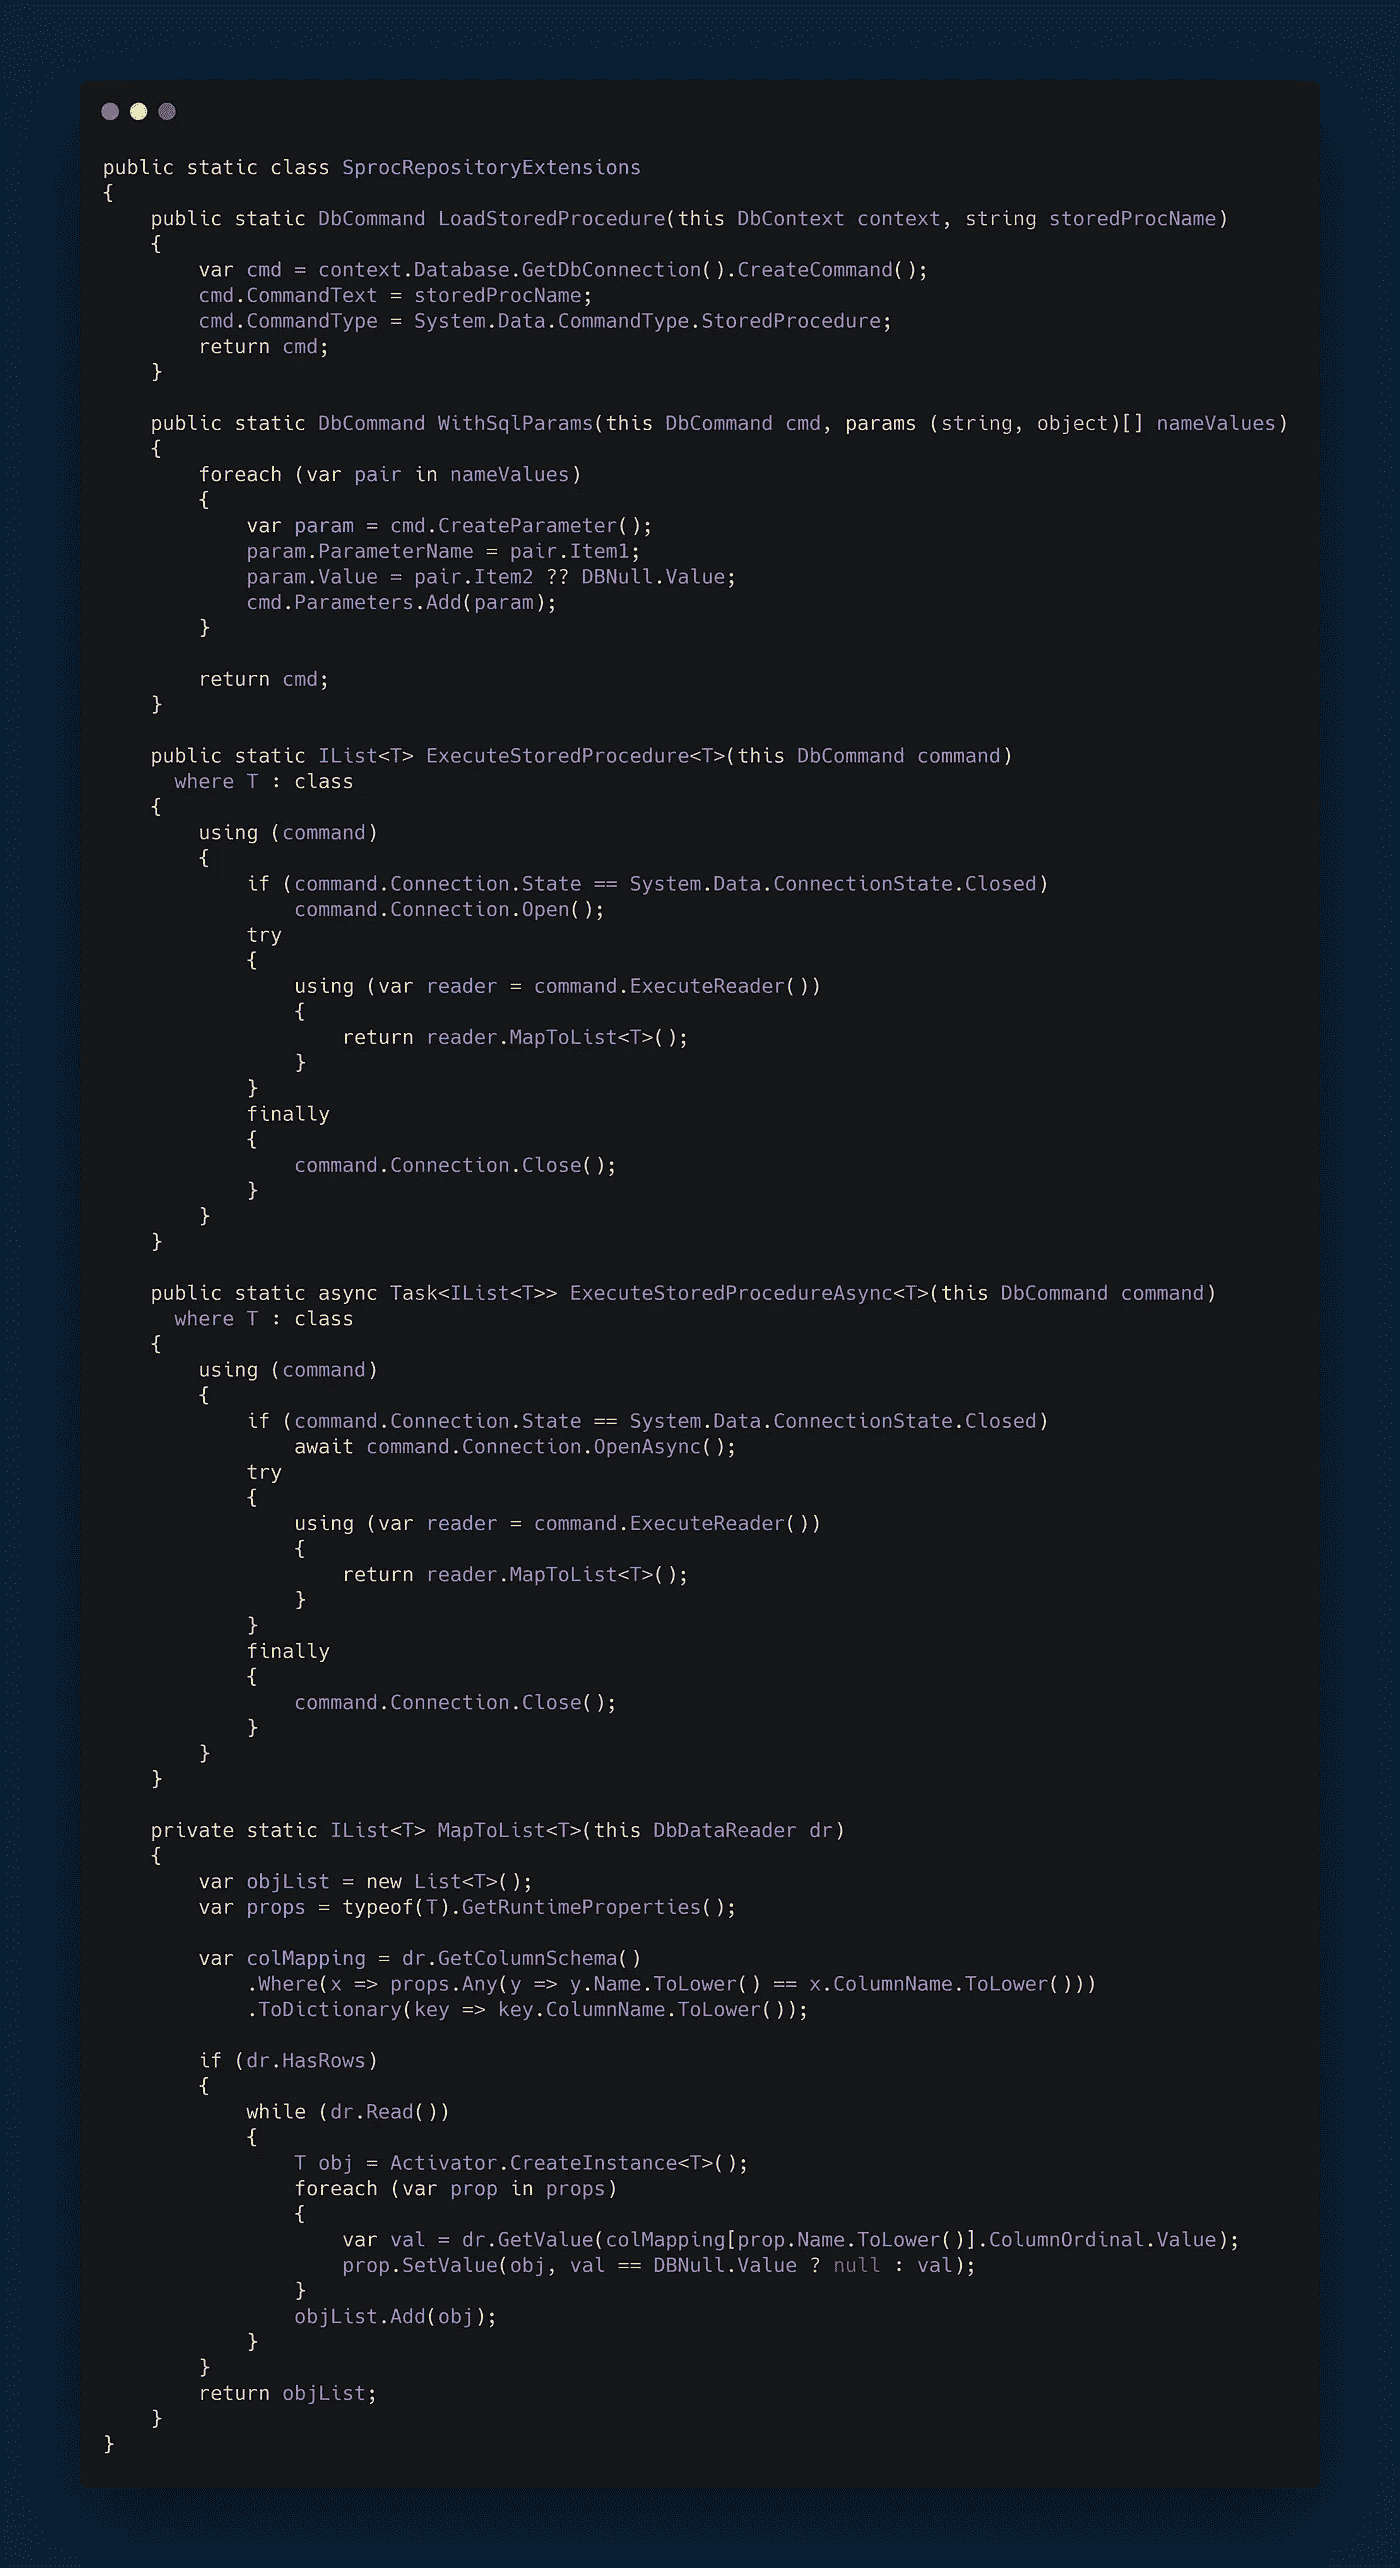 public static class SprocRepositoryExtensions
{
    public static DbCommand LoadStoredProcedure(this DbContext context, string storedProcName)
    {
        var cmd = context.Database.GetDbConnection().CreateCommand();
        cmd.CommandText = storedProcName;
        cmd.CommandType = System.Data.CommandType.StoredProcedure;
        return cmd;
    }

    public static DbCommand WithSqlParams(this DbCommand cmd, params (string, object)[] nameValues)
    {
        foreach (var pair in nameValues)
        {
            var param = cmd.CreateParameter();
            param.ParameterName = pair.Item1;
            param.Value = pair.Item2 ?? DBNull.Value;
            cmd.Parameters.Add(param);
        }

        return cmd;
    }

    public static IList<T> ExecuteStoredProcedure<T>(this DbCommand command)
      where T : class
    {
        using (command)
        {
            if (command.Connection.State == System.Data.ConnectionState.Closed)
                command.Connection.Open();
            try
            {
                using (var reader = command.ExecuteReader())
                {
                    return reader.MapToList<T>();
                }
            }
            finally
            {
                command.Connection.Close();
            }
        }
    }

    public static async Task<IList<T>> ExecuteStoredProcedureAsync<T>(this DbCommand command)
      where T : class
    {
        using (command)
        {
            if (command.Connection.State == System.Data.ConnectionState.Closed)
                await command.Connection.OpenAsync();
            try
            {
                using (var reader = command.ExecuteReader())
                {
                    return reader.MapToList<T>();
                }
            }
            finally
            {
                command.Connection.Close();
            }
        }
    }

    private static IList<T> MapToList<T>(this DbDataReader dr)
    {
        var objList = new List<T>();
        var props = typeof(T).GetRuntimeProperties();

        var colMapping = dr.GetColumnSchema()
            .Where(x => props.Any(y => y.Name.ToLower() == x.ColumnName.ToLower()))
            .ToDictionary(key => key.ColumnName.ToLower());

        if (dr.HasRows)
        {
            while (dr.Read())
            {
                T obj = Activator.CreateInstance<T>();
                foreach (var prop in props)
                {
                    var val = dr.GetValue(colMapping[prop.Name.ToLower()].ColumnOrdinal.Value);
                    prop.SetValue(obj, val == DBNull.Value ? null : val);
                }
                objList.Add(obj);
            }
        }
        return objList;
    }
}